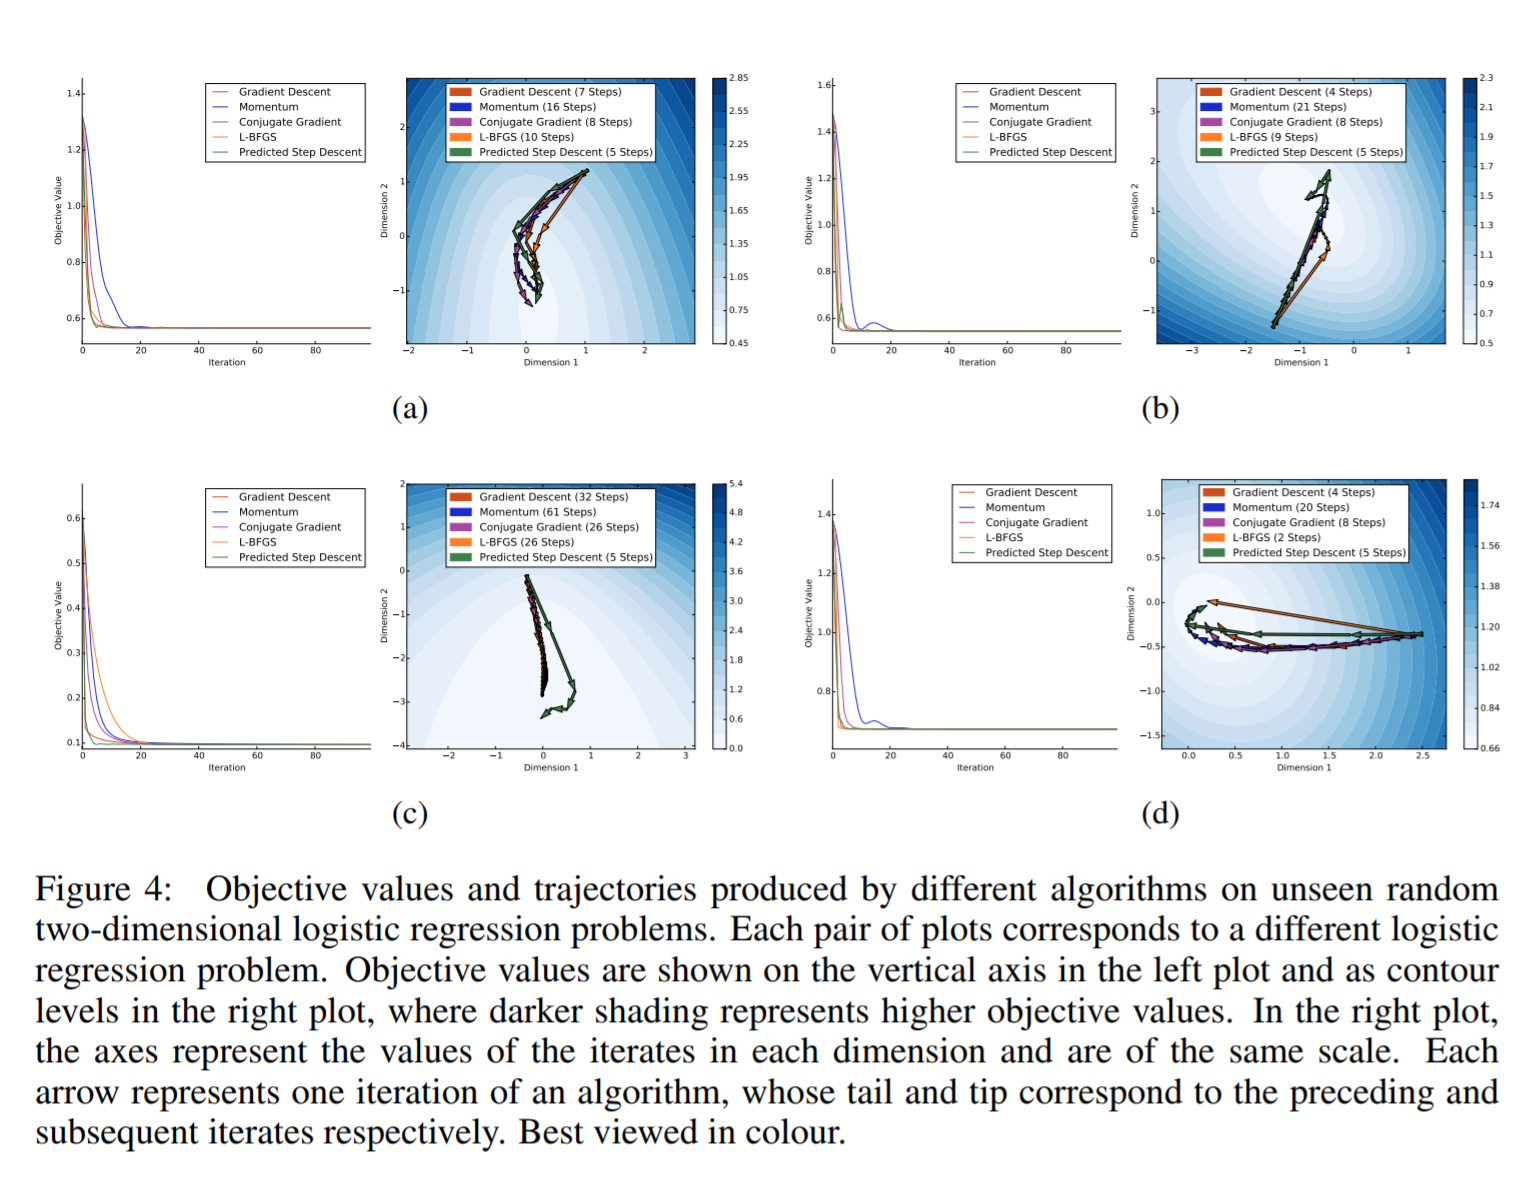 1.4
1.2
1.0
0.8
0.6
0
20
40
60
80
Objective Value
Iteration
Gradient Descent
Momentum
Conjugate Gradient
L-BFGS
Predicted Step Descent
2
1
0
−1
−2
−1
0
1
2
Dimension 2
Dimension 1
Gradient Descent (7 Steps)
Momentum (16 Steps)
Conjugate Gradient (8 Steps)
L-BFGS (10 Steps)
Predicted Step Descent (5 Steps)
2.85
2.55
2.25
1.95
1.65
1.35
1.05
0.75
0.45
(a)
1.6
1.4
1.2
1.0
0.8
0.6
0
20
40
60
80
Objective Value
Iteration
Gradient Descent
Momentum
Conjugate Gradient
L-BFGS
Predicted Step Descent
3
2
1
0
−1
−3
−2
−1
0
1
Dimension 2
Dimension 1
Gradient Descent (4 Steps)
Momentum (21 Steps)
Conjugate Gradient (8 Steps)
L-BFGS (9 Steps)
Predicted Step Descent (5 Steps)
2.3
2.1
1.9
1.7
1.5
1.3
1.1
0.9
0.7
0.5
(b)
0.6
0.5
0.4
0.3
0.2
0.1
0
20
40
60
80
Objective Value
Iteration
Gradient Descent
Momentum
Conjugate Gradient
L-BFGS
Predicted Step Descent
2
1
0
−1
−2
−3
−4
−2
−1
0
1
2
3
Dimension 2
Dimension 1
Gradient Descent (32 Steps)
Momentum (61 Steps)
Conjugate Gradient (26 Steps)
L-BFGS (26 Steps)
Predicted Step Descent (5 Steps)
5.4
4.8
4.2
3.6
3.0
2.4
1.8
1.2
0.6
0.0
(c)
1.4
1.2
1.0
0.8
0
20
40
60
80
Objective Value
Iteration
Gradient Descent
Momentum
Conjugate Gradient
L-BFGS
Predicted Step Descent
1.0
0.5
0.0
−0.5
−1.0
−1.5
0.0
0.5
1.0
1.5
2.0
2.5
Dimension 2
Dimension 1
Gradient Descent (4 Steps)
Momentum (20 Steps)
Conjugate Gradient (8 Steps)
L-BFGS (2 Steps)
Predicted Step Descent (5 Steps)
1.74
1.56
1.38
1.20
1.02
0.84
0.66
(d)
Figure 4: Objective values and trajectories produced by different algorithms on unseen random
two-dimensional logistic regression problems. Each pair of plots corresponds to a different logistic
regression problem. Objective values are shown on the vertical axis in the left plot and as contour
levels in the right plot, where darker shading represents higher objective values. In the right plot,
the axes represent the values of the iterates in each dimension and are of the same scale. Each
arrow represents one iteration of an algorithm, whose tail and tip correspond to the preceding and
subsequent iterates respectively. Best viewed in colour.